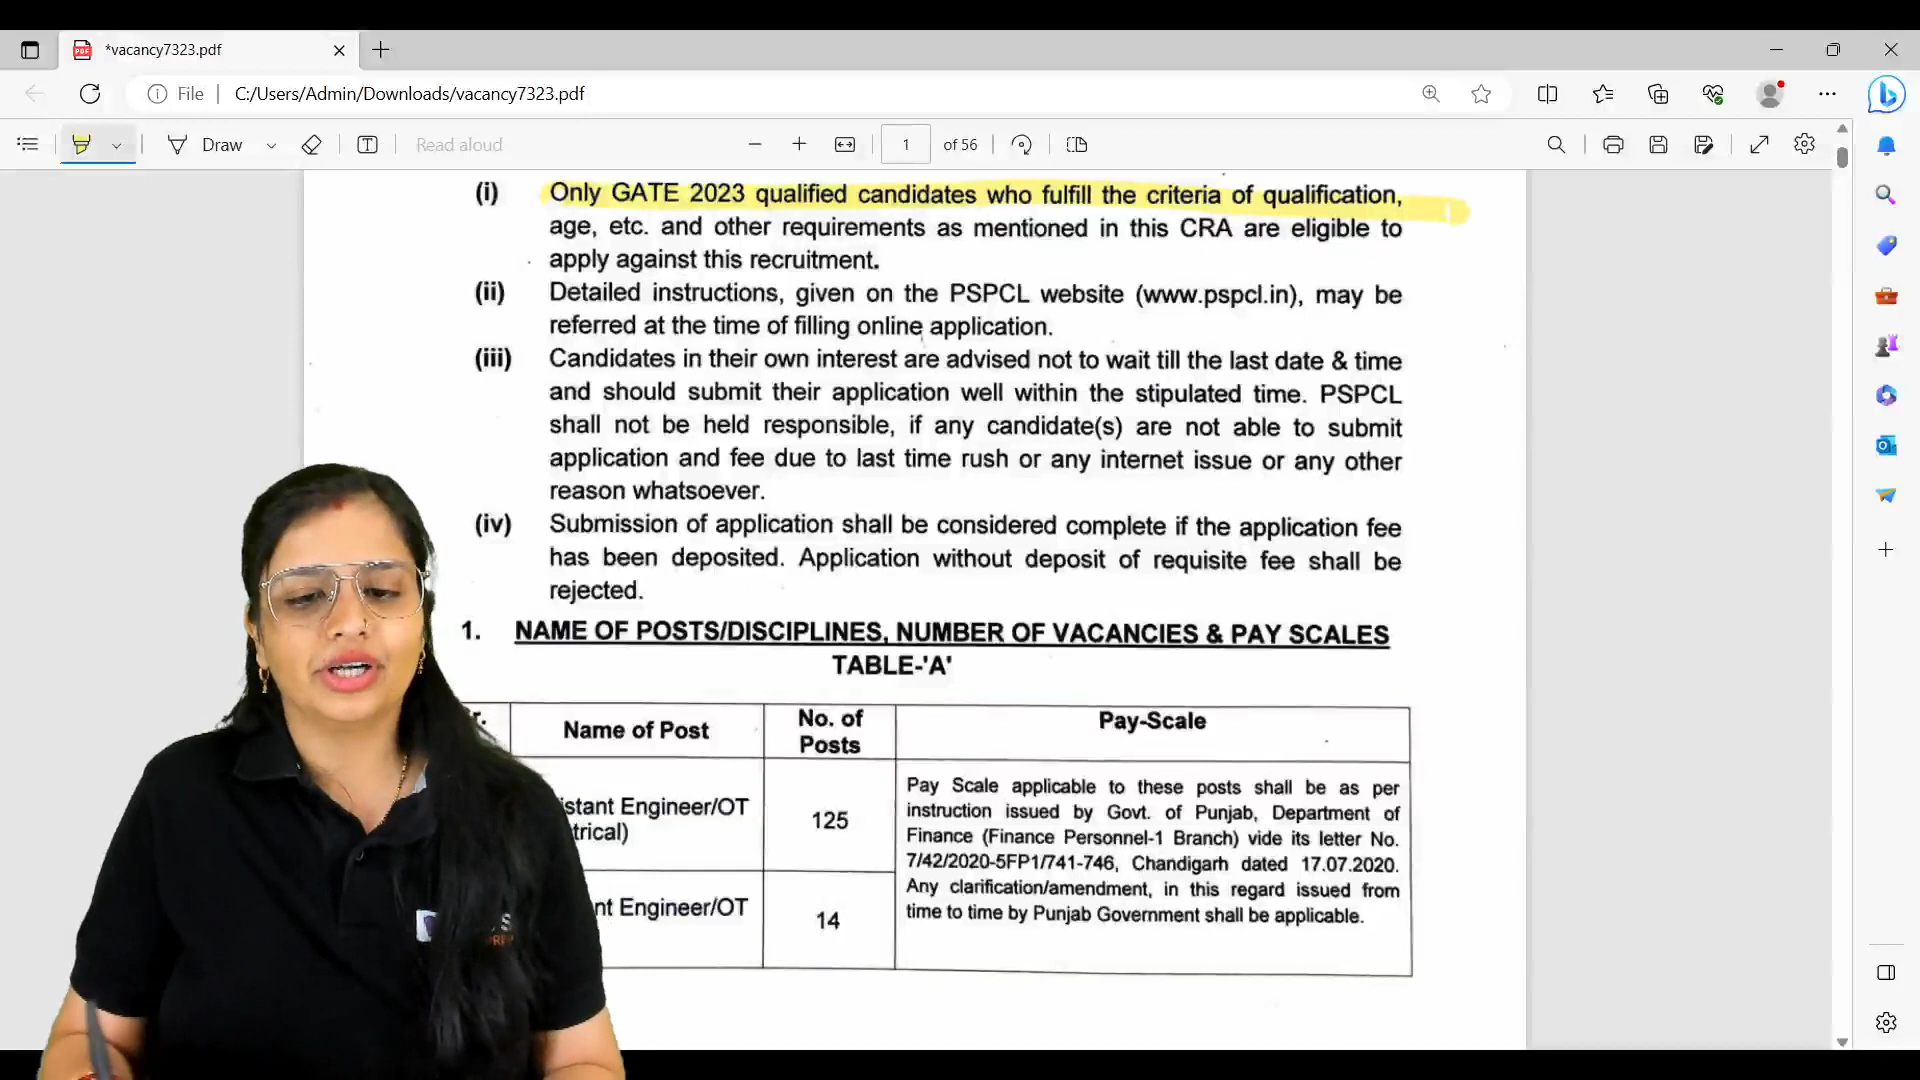 *vacancy7323.pdf
File C:/Users/Admin/Downloads/vacancy7323.pdf
Draw Read aloud 1 of 56
(i) Only GATE 2023 qualified candidates who fulfill the criteria of qualification,
age, etc. and other requirements as mentioned in this CRA are eligible to
apply against this recruitment.
(ii) Detailed instructions, given on the PSPCL website (www.pspcl.in), may be
referred at the time of filling online application.
(iii) Candidates in their own interest are advised not to wait till the last date & time
and should submit their application well within the stipulated time. PSPCL
shall not be held responsible, if any candidate(s) are not able to submit
application and fee due to last time rush or any internet issue or any other
reason whatsoever.
(iv) Submission of application shall be considered complete if the application fee
has been deposited. Application without deposit of requisite fee shall be
rejected.
1. NAME OF POSTS/DISCIPLINES, NUMBER OF VACANCIES & PAY SCALES
TABLE-'A'
Name of Post
No. of
Posts
Pay-Scale
Engineer/OT
125
Pay Scale applicable to these posts shall be as per
instruction issued by Govt. of Punjab, Department of
Finance (Finance Personnel-1 Branch) vide its letter No.
7/42/2020-5FP1/741-746, Chandigarh dated 17.07.2020.
Any clarification/amendment, in this regard issued from
time to time by Punjab Government shall be applicable.
Engineer/OT
14